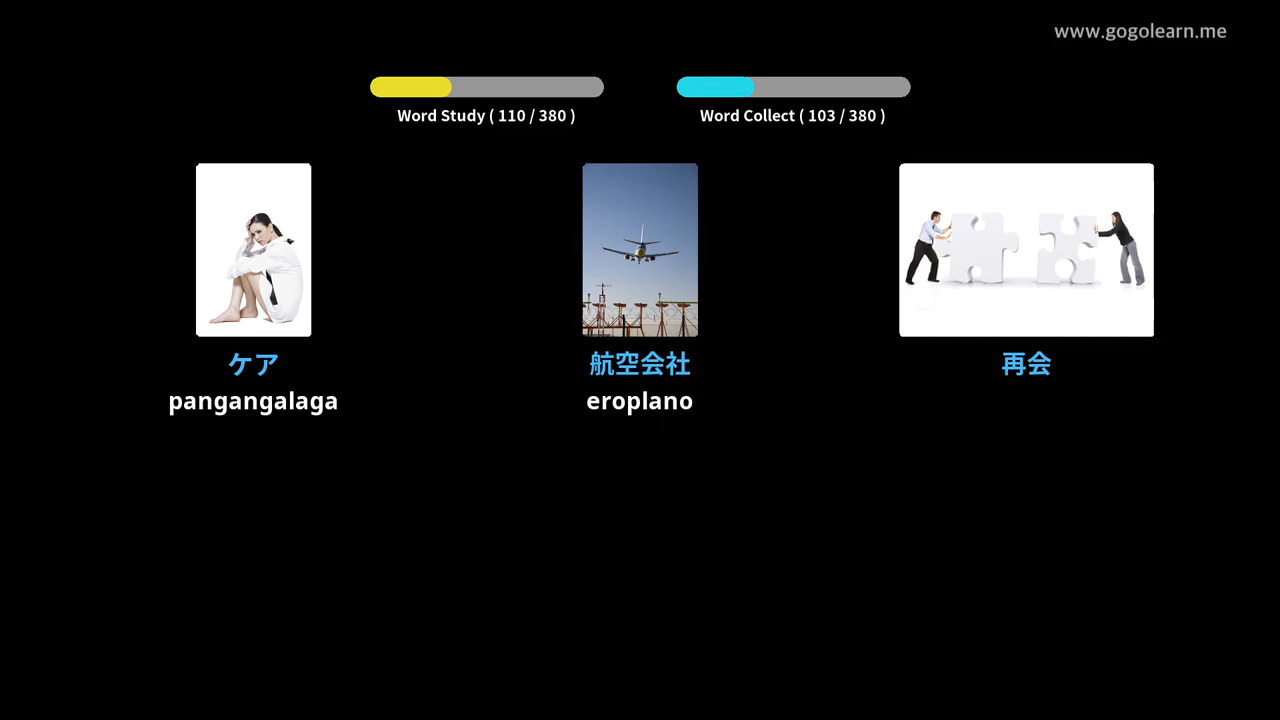 www.gogolearn.me
Word Study ( 110 / 380 )
Word Collect ( 103 / 380 )
ケア
pangangalaga
航空会社
eroplano
再会